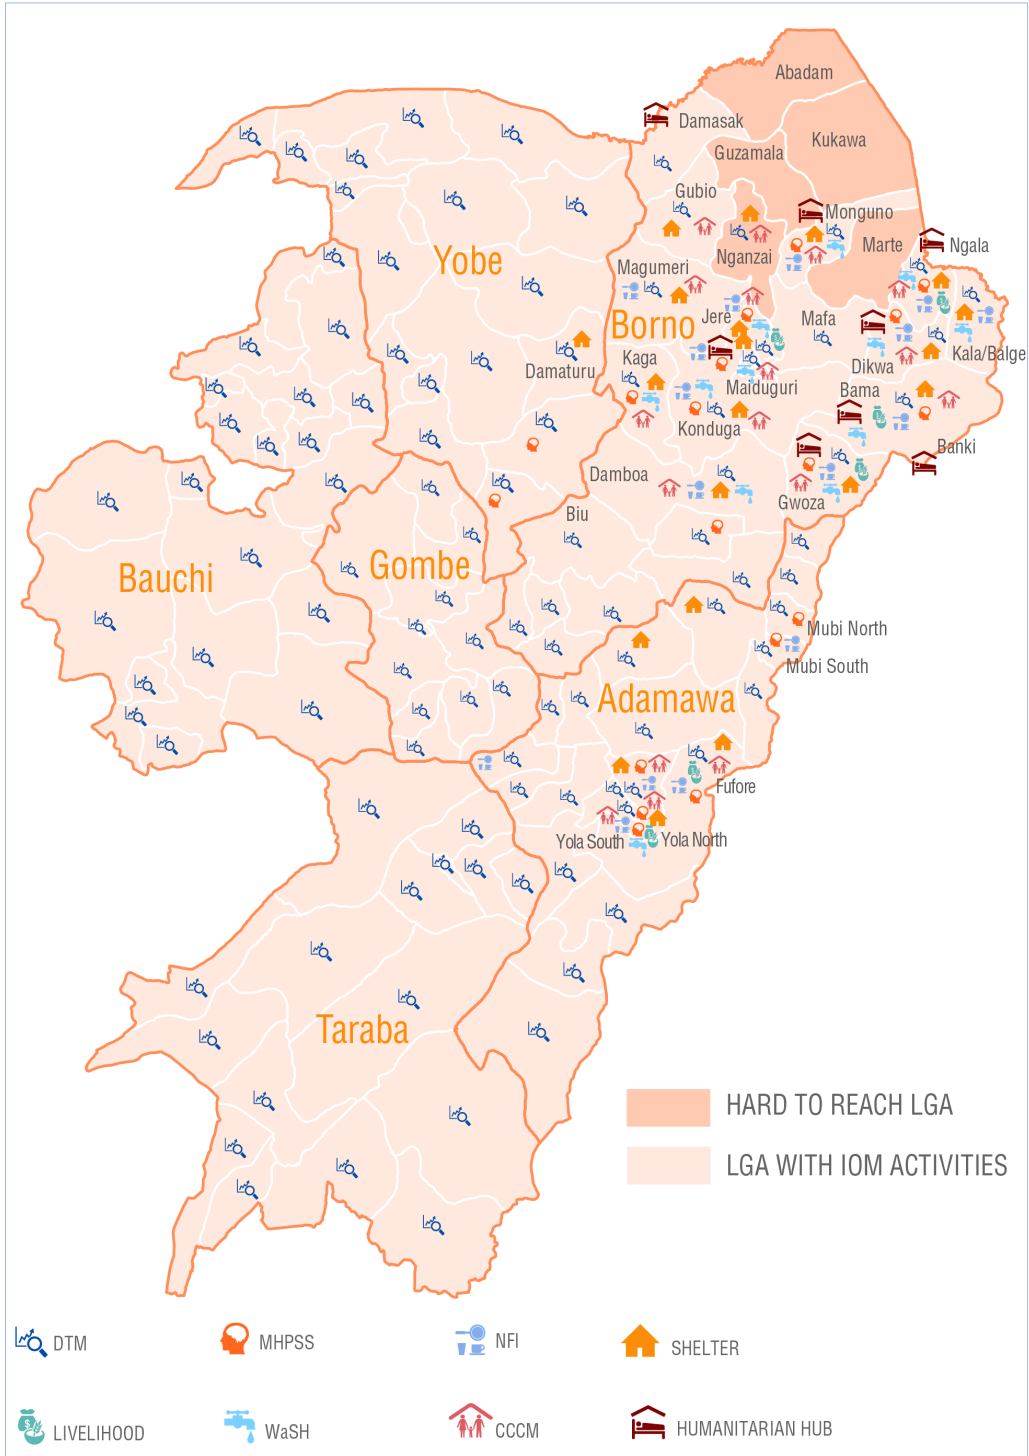 Abadam
Damasak
Kukawa
Guzamala
Gubio
Monguno
Marte
Ngala
Yobe
Nganzai
Magumeri
Borno
Jere
Mafa
Damaturu
Kaga
Dikwa
Kala/Balge
Maiduguri
Bama
Konduga
Banki
Damboa
Gwoza
Biu
Bauchi
Gombe
Mubi North
Mubi South
Adamawa
Fufore
Yola South
Yola North
Taraba
HARD TO REACH LGA
LGA WITH IOM ACTIVITIES
DTM
MHPSS
NFI
SHELTER
LIVELIHOOD
WaSH
CCCM
HUMANITARIAN HUB